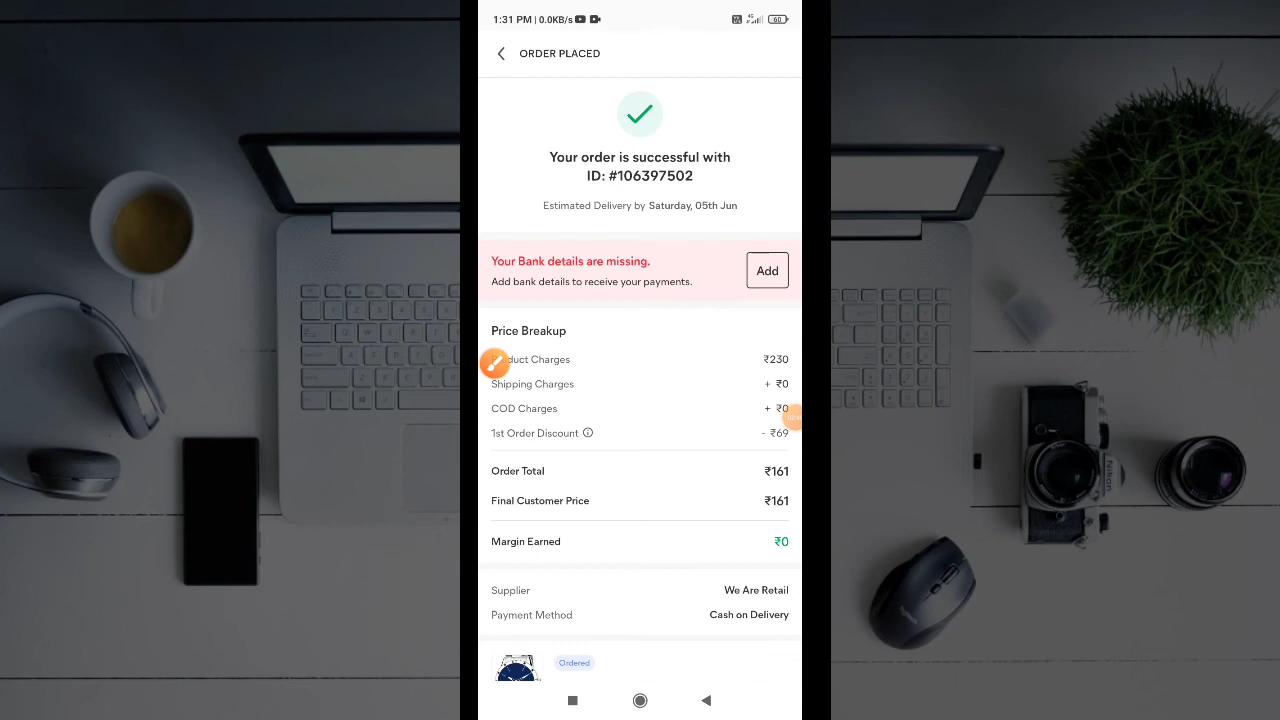 1:31 PM | 0.0KB/s
60
ORDER PLACED
Your order is successful with
ID: #106397502
Estimated Delivery by Saturday, 05th Jun
Your Bank details are missing.
Add bank details to receive your payments.
Add
Price Breakup
duct Charges ₹230
Shipping Charges + ₹0
COD Charges + ₹0
1st Order Discount - ₹69
Order Total ₹161
Final Customer Price ₹161
Margin Earned ₹0
Supplier We Are Retail
Payment Method Cash on Delivery
Ordered
Nikon